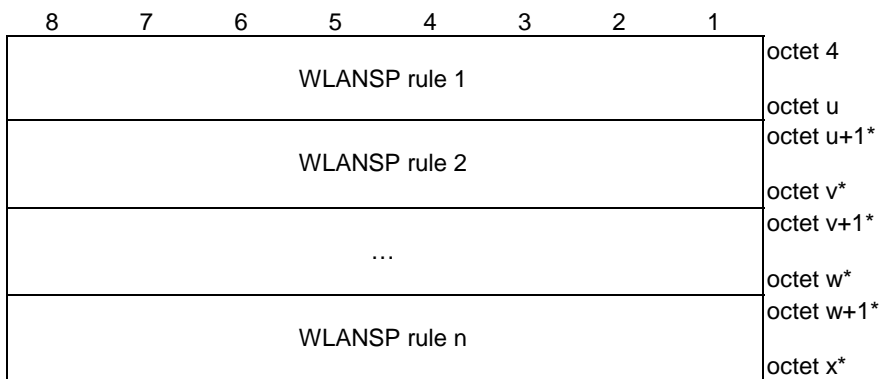 8 7 6 5 4 3 2 1
octet 4
WLANSP rule 1
octet u
octet u+1*
WLANSP rule 2
octet v*
octet v+1*
…
octet w*
octet w+1*
WLANSP rule n
octet x*